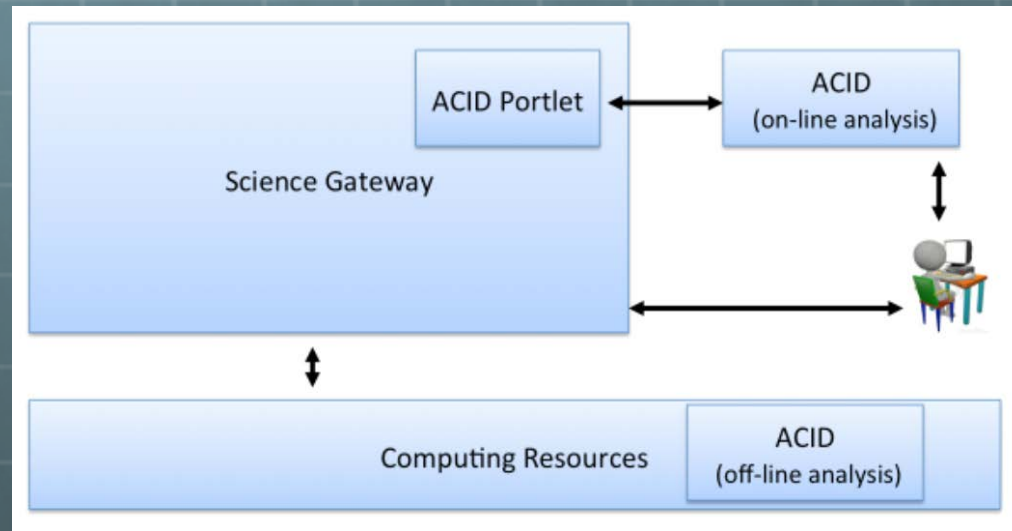 ACID Portlet
ACID
(on-line analysis)
Science Gateway
Computing Resources
ACID
(off-line analysis)